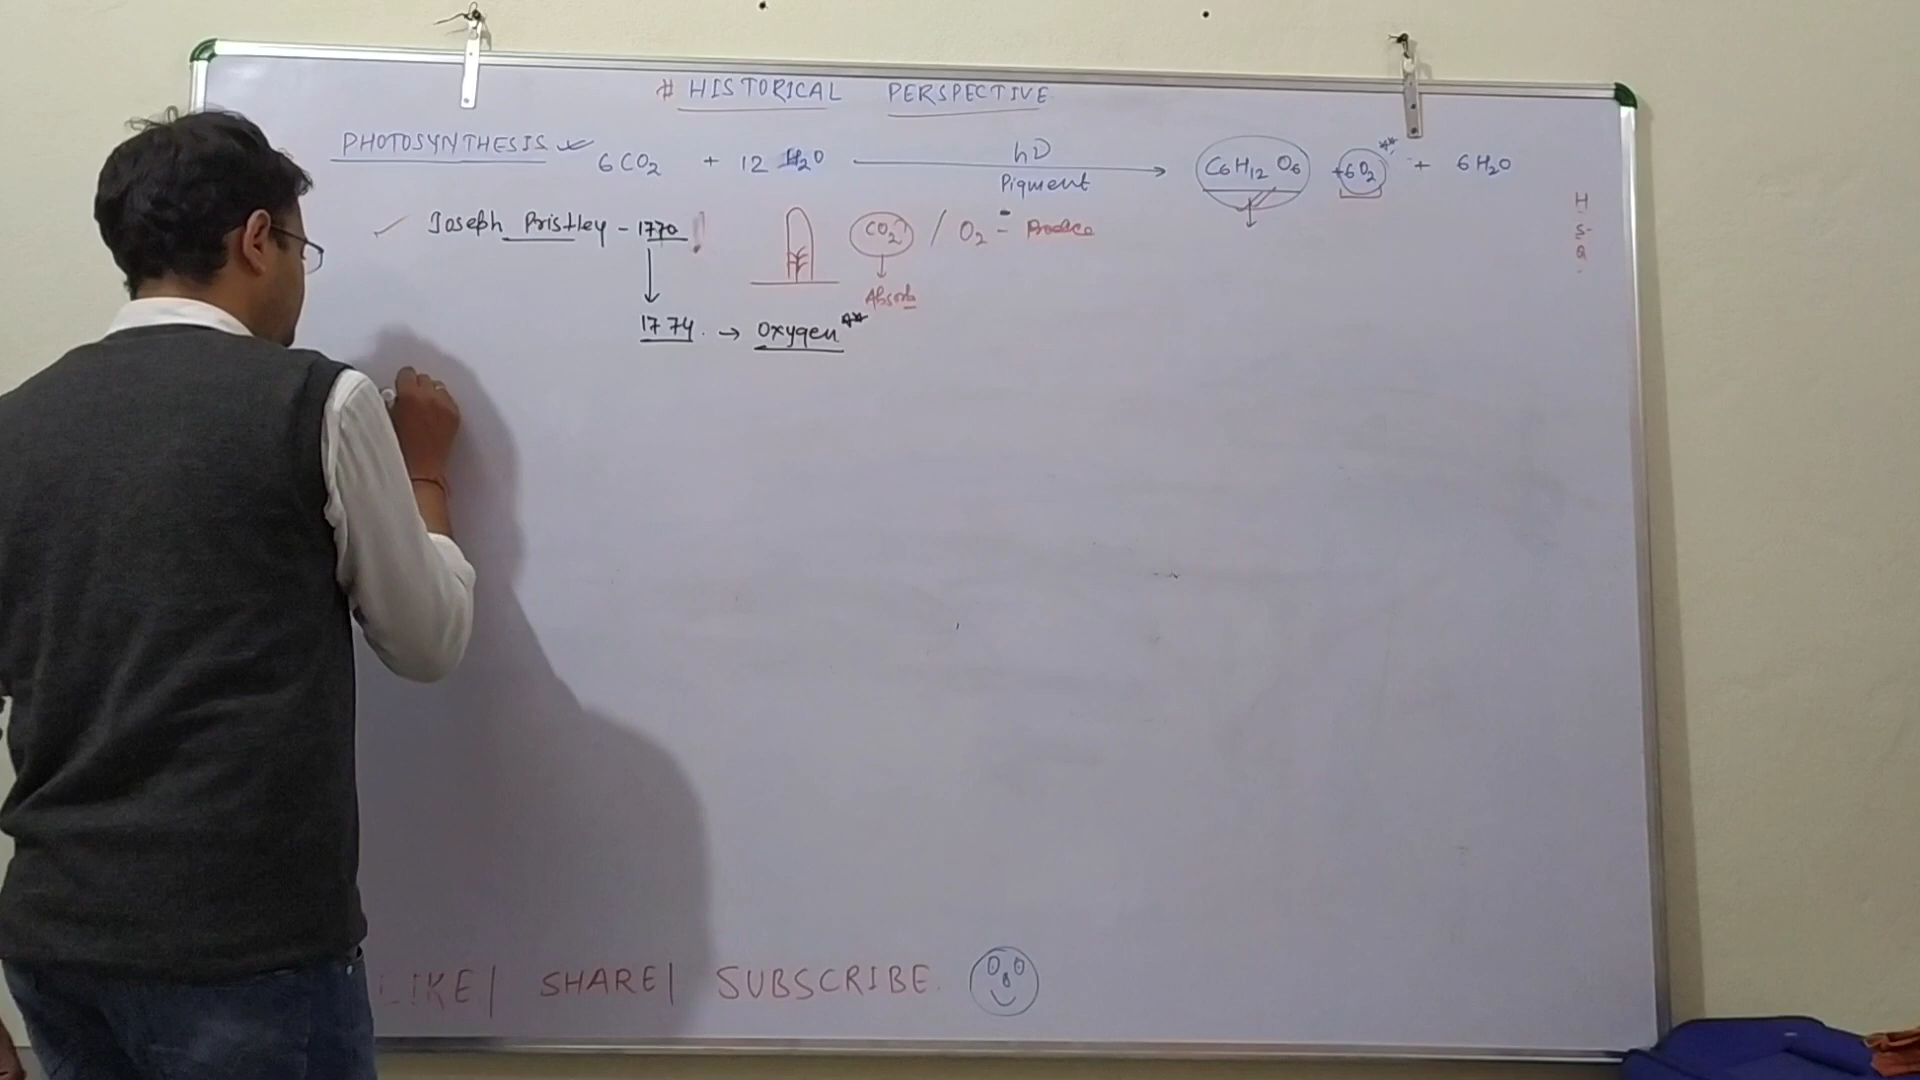 # HISTORICAL PERSPECTIVE
PHOTOSYNTHESIS 6CO2 + 12 H2O hν Pigment C6H12O6 + 6O2 ** + 6H2O
Joseph Pristley - 1770 ! CO2 / O2 =
Absorb
1774. → Oxygen **
H
S
Q
LIKE| SHARE| SUBSCRIBE.